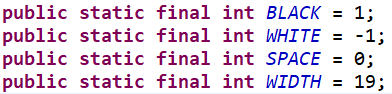 public static final int BLACK = 1;
public static final int WHITE = -1;
public static final int SPACE = 0;
public static final int WIDTH = 19;